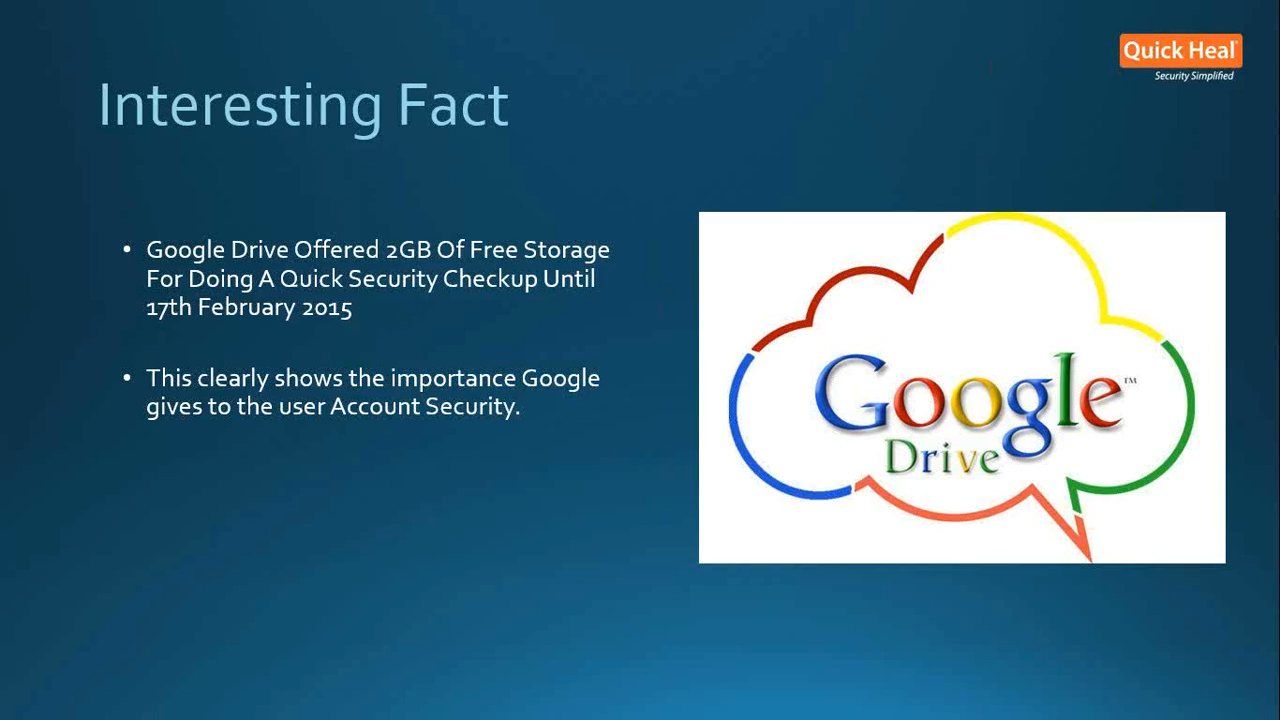 Quick Heal
Security Simplified
Interesting Fact
• Google Drive Offered 2GB Of Free Storage
For Doing A Quick Security Checkup Until
17th February 2015
• This clearly shows the importance Google
gives to the user Account Security.
Google™
Drive